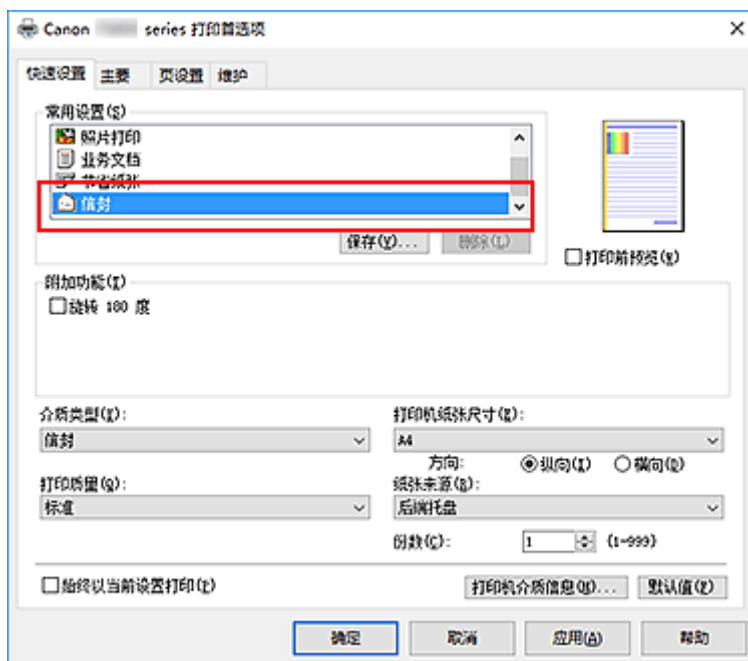 Canon series 打印首选项
快速设置 主要 页设置 维护
常用设置(S)
照片打印
业务文档
节省纸张
信封
保存(V)... 删除(L)
打印前预览(W)
附加功能(I)
旋转 180 度
介质类型(Y):
信封
打印机纸张尺寸(Z):
A4
方向: 纵向(I) 横向(D)
打印质量(Q):
标准
纸张来源(B):
后端托盘
份数(C): 1 (1-999)
始终以当前设置打印(P)
打印机介质信息(M)... 默认值(F)
确定 取消 应用(A) 帮助